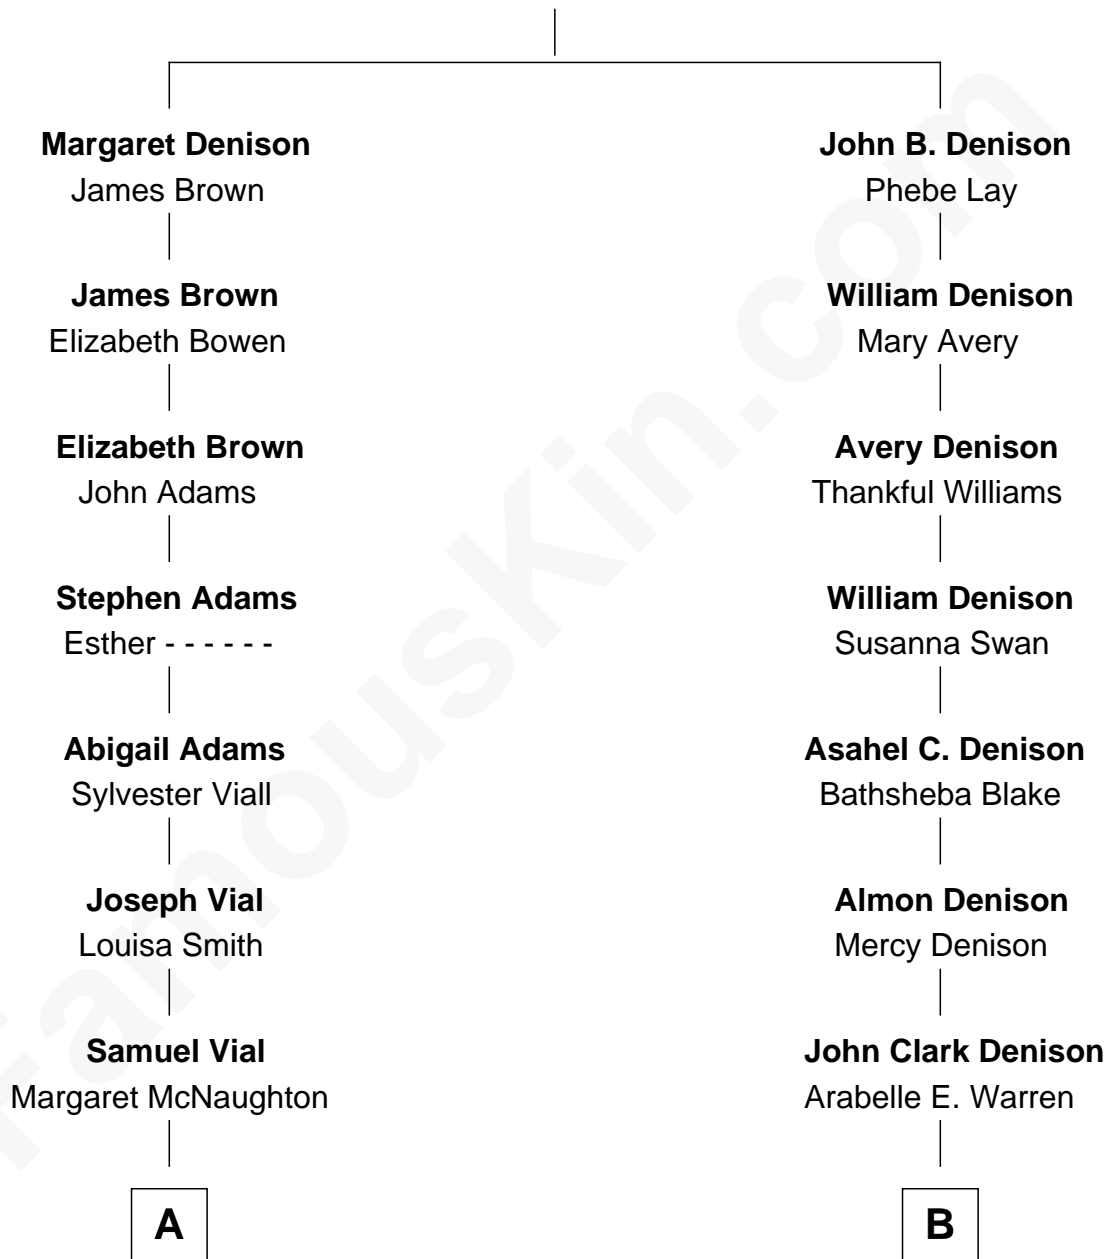 Margaret Denison
James Brown
James Brown
Elizabeth Bowen
Elizabeth Brown
John Adams
Stephen Adams
Esther - - - - - -
Abigail Adams
Sylvester Viall
Joseph Vial
Louisa Smith
Samuel Vial
Margaret McNaughton
A
John B. Denison
Phebe Lay
William Denison
Mary Avery
Avery Denison
Thankful Williams
William Denison
Susanna Swan
Asahel C. Denison
Bathsheba Blake
Almon Denison
Mercy Denison
John Clark Denison
Arabelle E. Warren
B
FamousKin.com